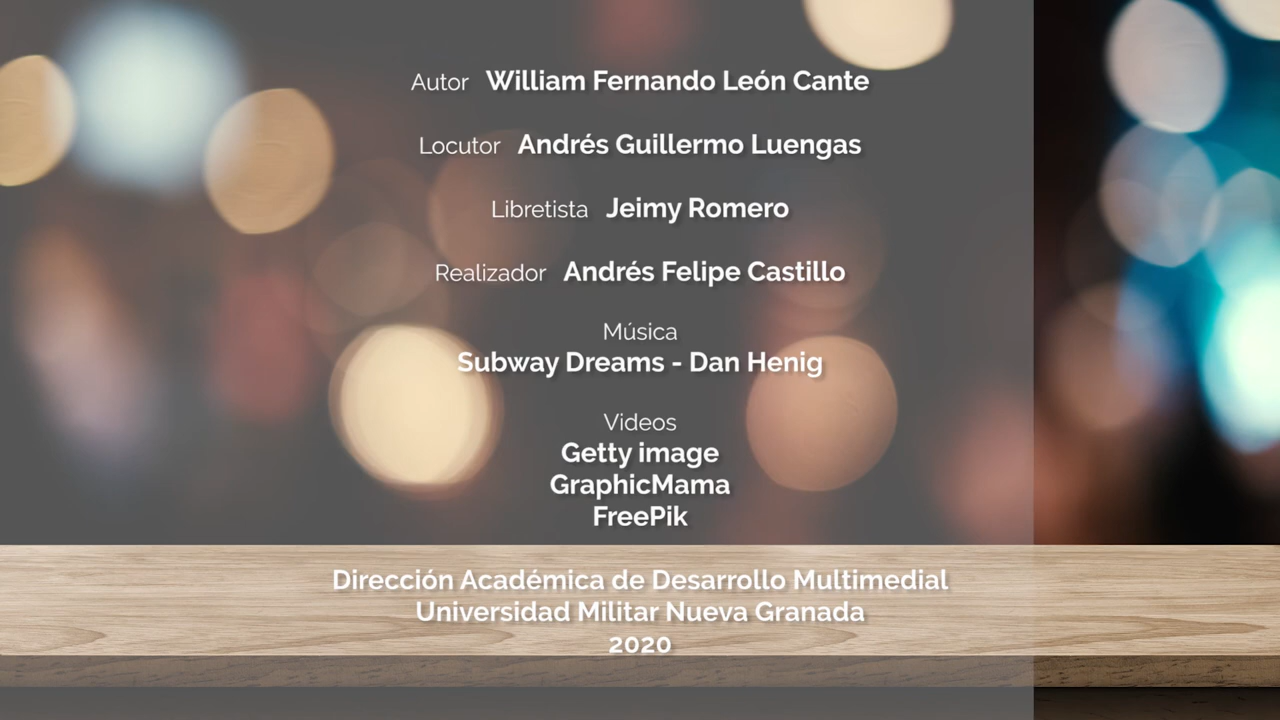 Autor William Fernando León Cante
Locutor Andrés Guillermo Luengas
Libretista Jeimy Romero
Realizador Andrés Felipe Castillo
Música
Subway Dreams - Dan Henig
Videos
Getty image
GraphicMama
FreePik
Dirección Académica de Desarrollo Multimedial
Universidad Militar Nueva Granada
2020